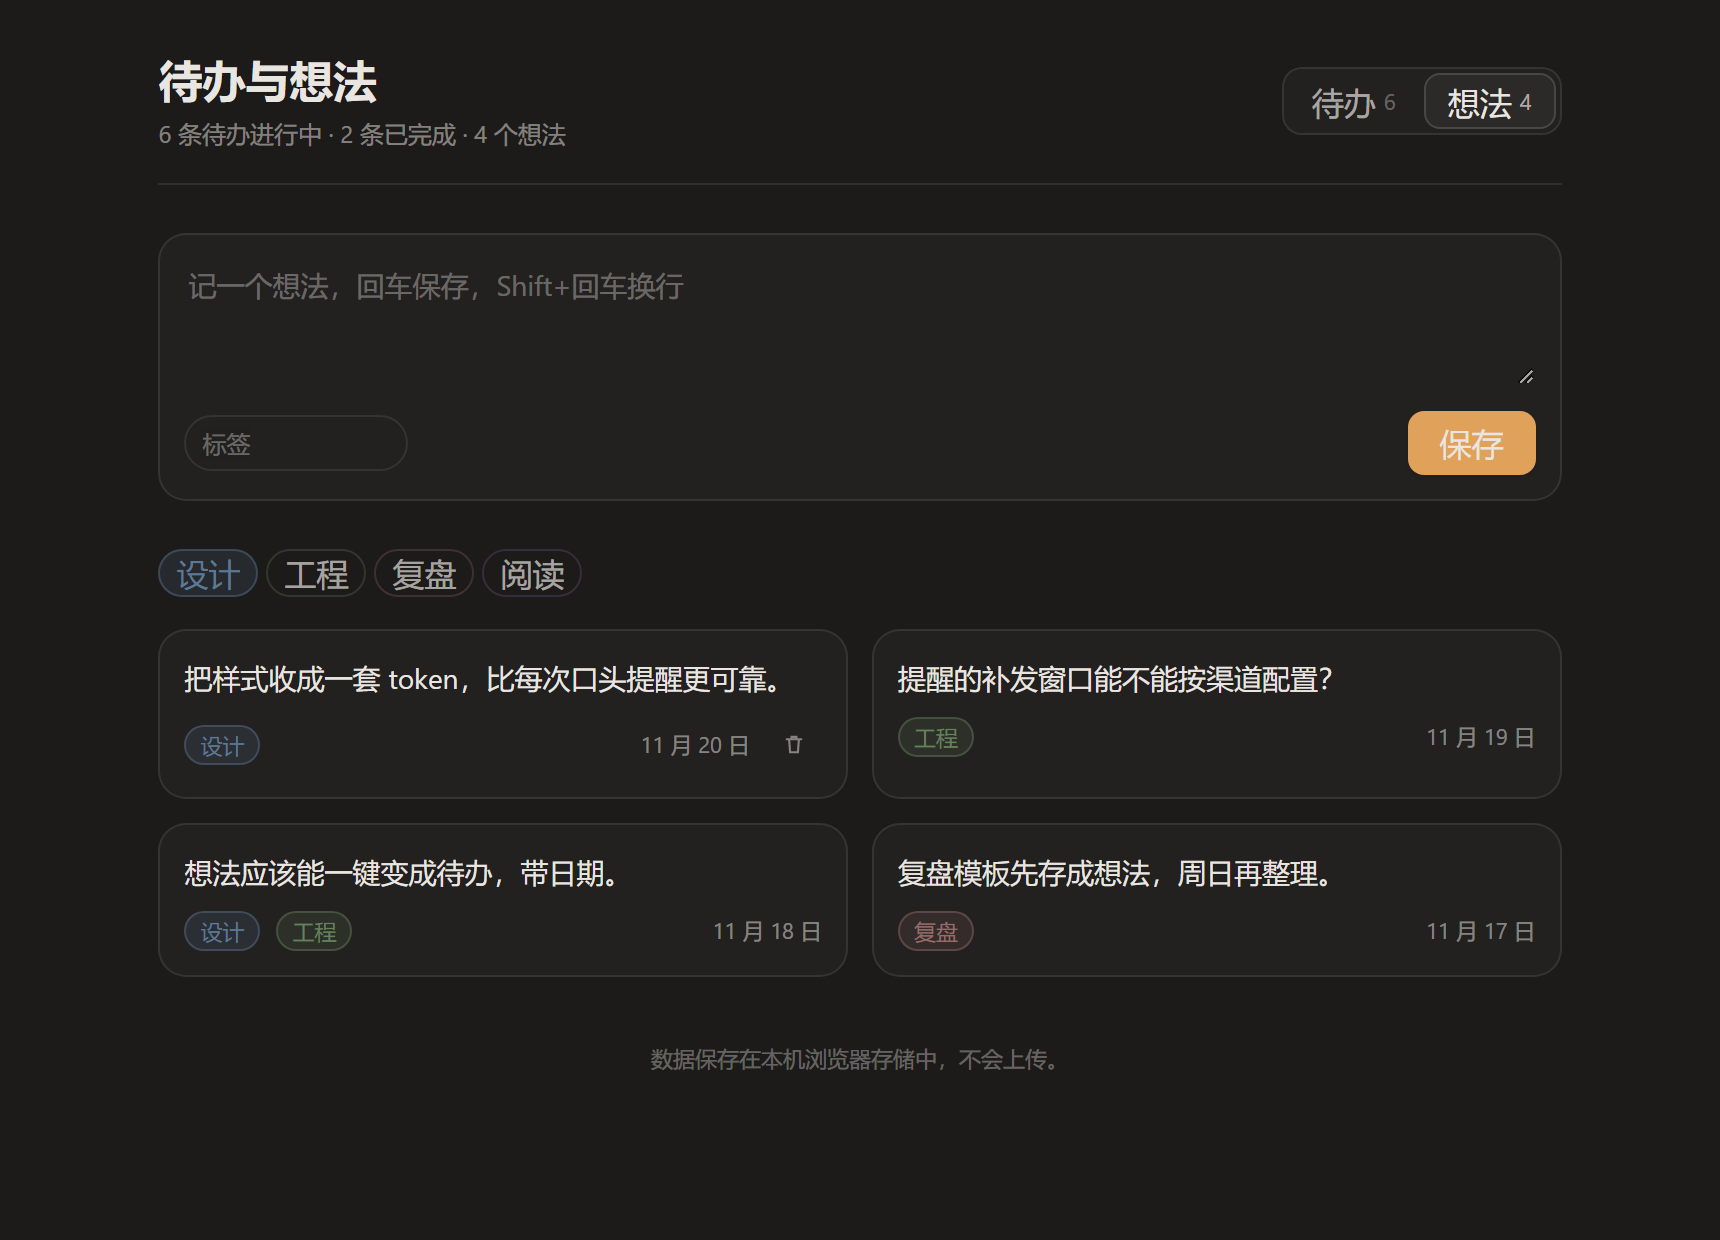 待办与想法
6 条待办进行中 · 2 条已完成 · 4 个想法
待办 6
想法 4
记一个想法，回车保存，Shift+回车换行
标签
保存
设计 工程 复盘 阅读
把样式收成一套 token，比每次口头提醒更可靠。
设计
11 月 20 日
提醒的补发窗口能不能按渠道配置？
工程
11 月 19 日
想法应该能一键变成待办，带日期。
设计 工程
11 月 18 日
复盘模板先存成想法，周日再整理。
复盘
11 月 17 日
数据保存在本机浏览器存储中，不会上传。